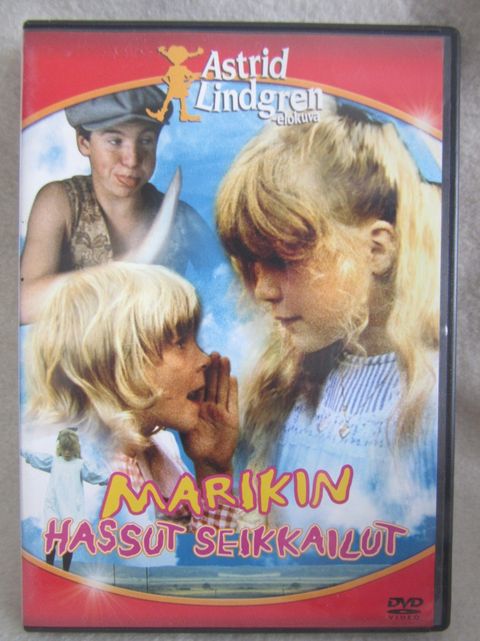 Astrid
Lindgren
-elokuva
MARIKIN
HASSUT SEIKKAILUT
DVD
VIDEO